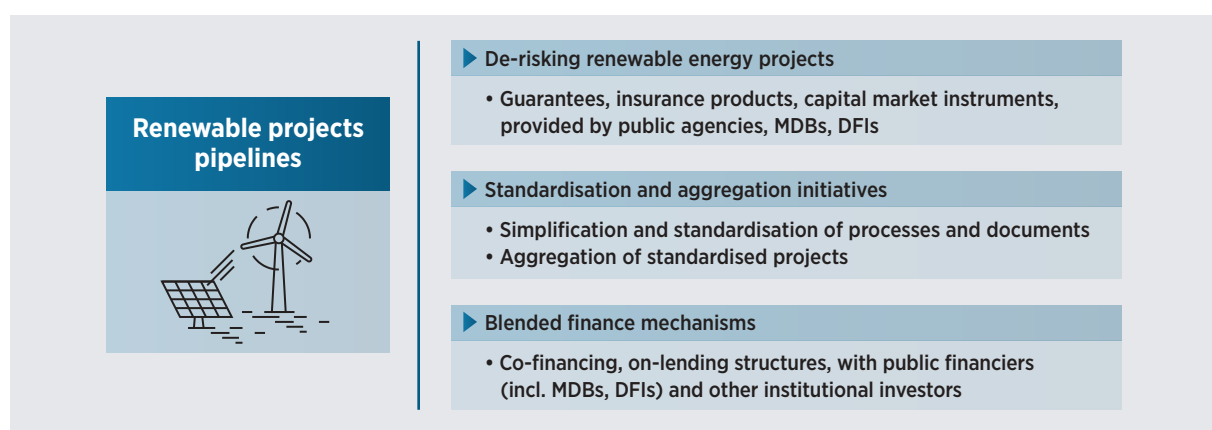 Renewable projects
pipelines
De-risking renewable energy projects
• Guarantees, insurance products, capital market instruments,
provided by public agencies, MDBs, DFIs
Standardisation and aggregation initiatives
• Simplification and standardisation of processes and documents
• Aggregation of standardised projects
Blended finance mechanisms
• Co-financing, on-lending structures, with public financiers
(incl. MDBs, DFIs) and other institutional investors